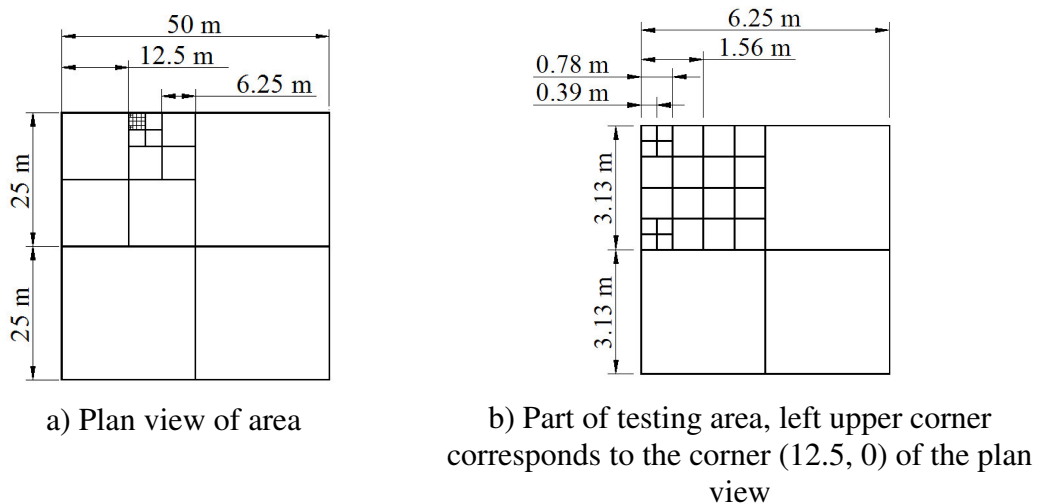 50 m
12.5 m
6.25 m
25 m
25 m
a) Plan view of area
6.25 m
1.56 m
0.78 m
0.39 m
3.13 m
3.13 m
b) Part of testing area, left upper corner
corresponds to the corner (12.5, 0) of the plan
view